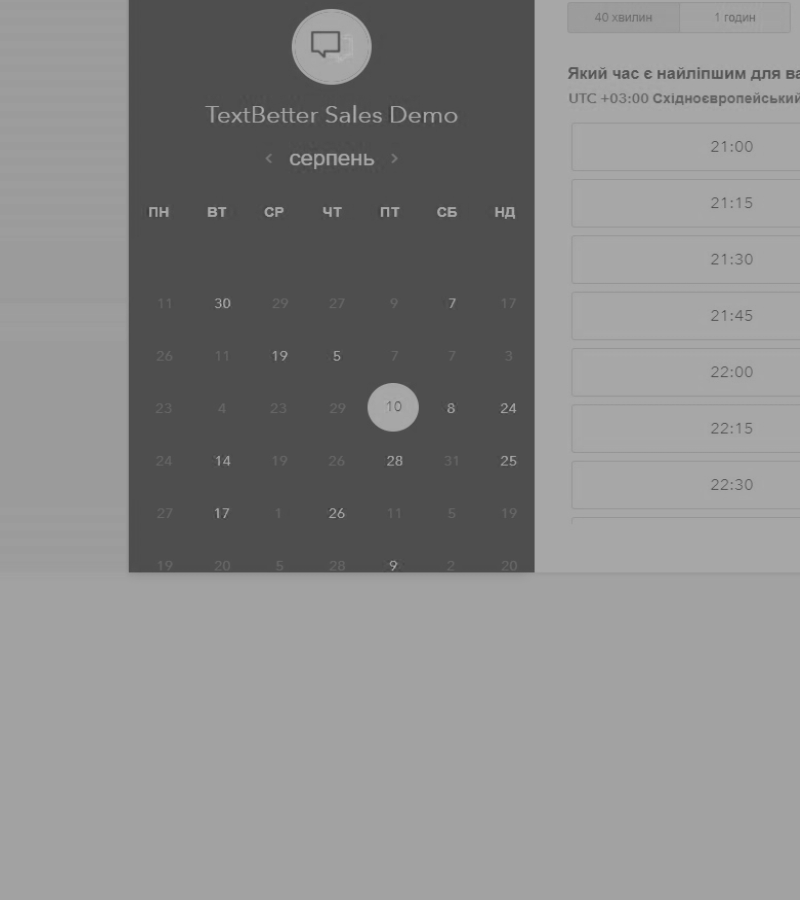 TextBetter Sales Demo
‹ серпень ›
ПН ВТ СР ЧТ ПТ СБ НД
11 30 29 27 9 7 17
26 11 19 5 7 7 3
23 4 23 29 10 8 24
24 14 19 26 28 31 25
27 17 1 26 11 5 19
19 20 5 28 9 2 20
40 хвилин 1 годин
Який час є найліпшим для ва
UTC +03:00 Східноєвропейський
21:00
21:15
21:30
21:45
22:00
22:15
22:30